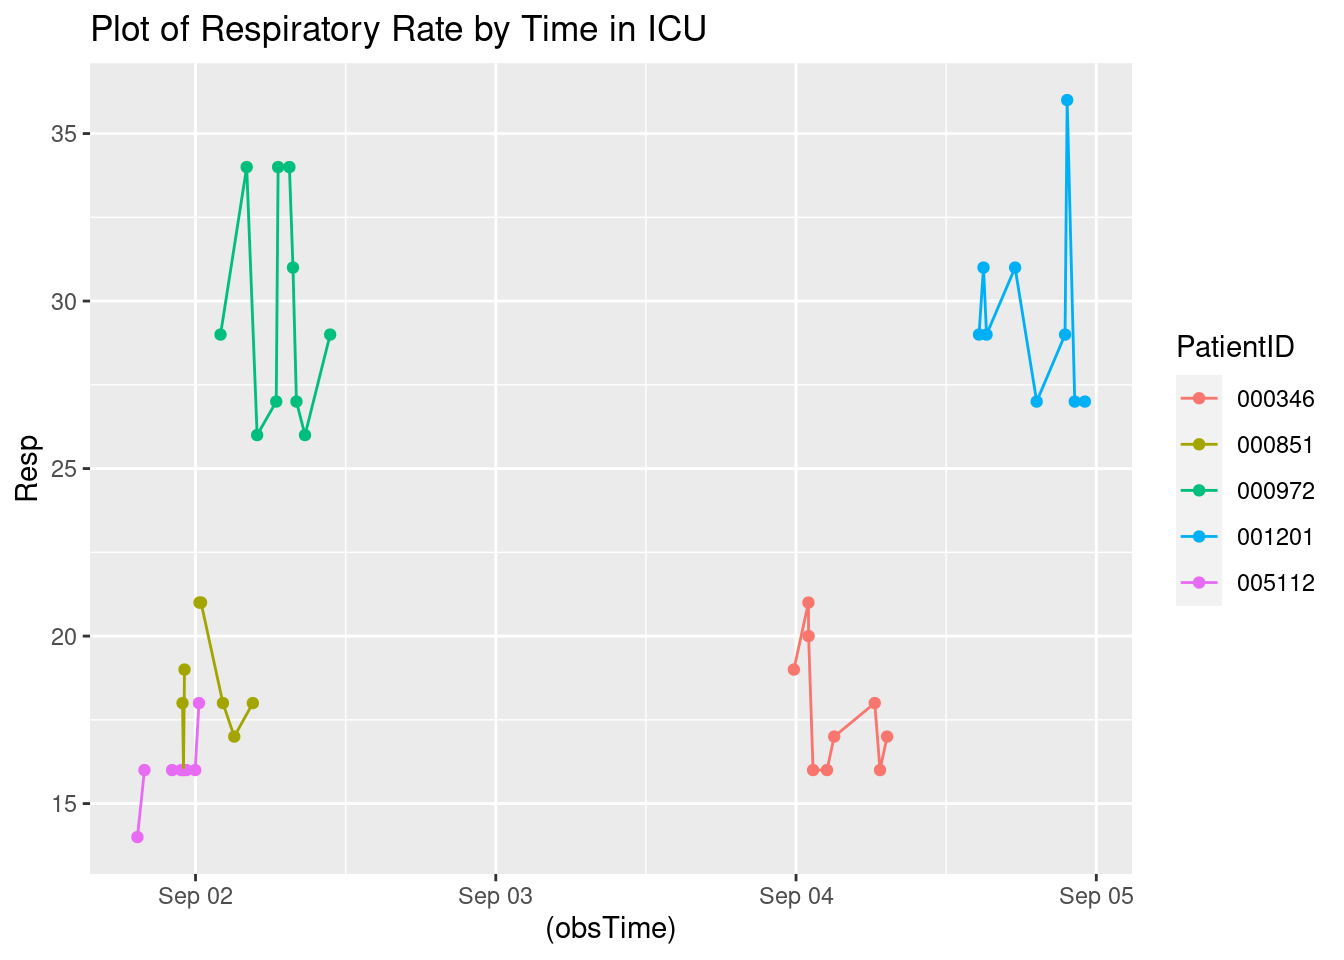 Plot of Respiratory Rate by Time in ICU
35
30
25
20
15
Resp
Sep 02
Sep 03
Sep 04
Sep 05
(obsTime)
PatientID
000346
000851
000972
001201
005112